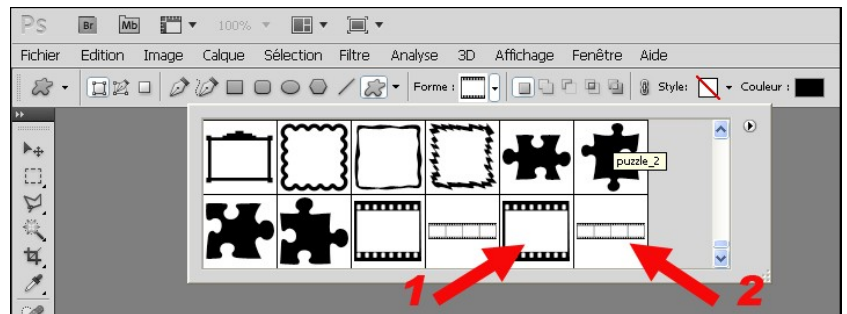 Ps Br Mb 100%
Fichier Edition Image Calque Sélection Filtre Analyse 3D Affichage Fenêtre Aide
Forme : Style: Couleur :
puzzle_2
1 2